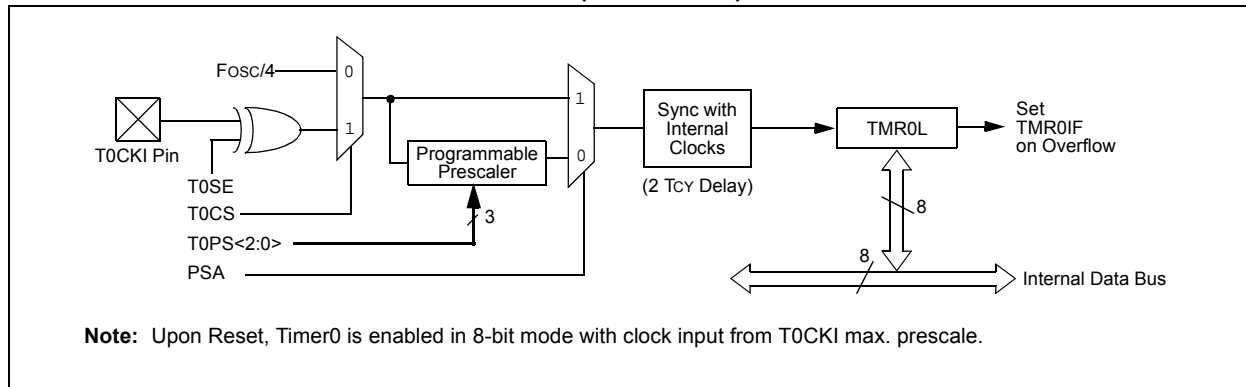 Fosc/4
0
1
T0CKI Pin
T0SE
T0CS
T0PS<2:0>
PSA
Programmable
Prescaler
3
1
0
Sync with
Internal
Clocks
(2 TCY Delay)
TMR0L
Set
TMR0IF
on Overflow
8
8
Internal Data Bus
Note: Upon Reset, Timer0 is enabled in 8-bit mode with clock input from T0CKI max. prescale.